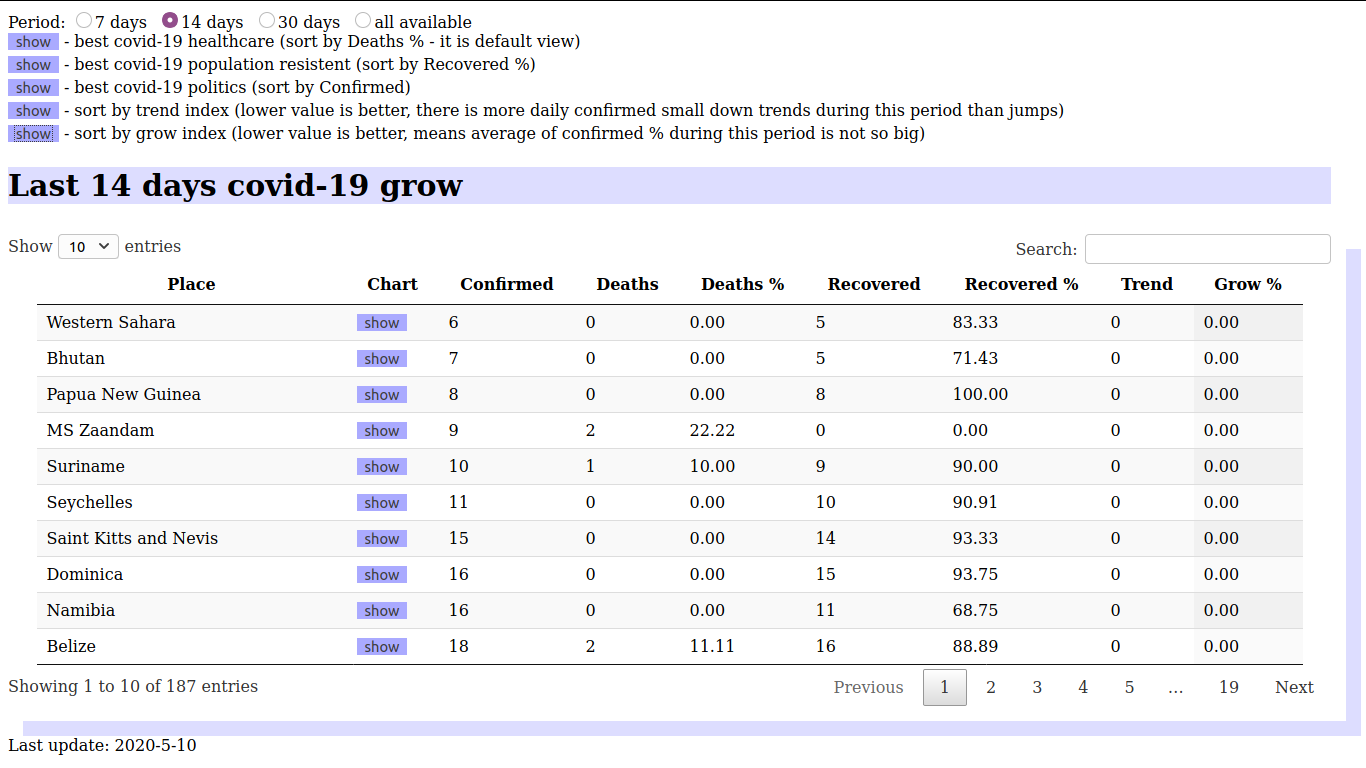 Period: 7 days 14 days 30 days all available
show - best covid-19 healthcare (sort by Deaths % - it is default view)
show - best covid-19 population resistent (sort by Recovered %)
show - best covid-19 politics (sort by Confirmed)
show - sort by trend index (lower value is better, there is more daily confirmed small down trends during this period than jumps)
show - sort by grow index (lower value is better, means average of confirmed % during this period is not so big)
Last 14 days covid-19 grow
Show 10 entries Search:
Place Chart Confirmed Deaths Deaths % Recovered Recovered % Trend Grow %
Western Sahara show 6 0 0.00 5 83.33 0 0.00
Bhutan show 7 0 0.00 5 71.43 0 0.00
Papua New Guinea show 8 0 0.00 8 100.00 0 0.00
MS Zaandam show 9 2 22.22 0 0.00 0 0.00
Suriname show 10 1 10.00 9 90.00 0 0.00
Seychelles show 11 0 0.00 10 90.91 0 0.00
Saint Kitts and Nevis show 15 0 0.00 14 93.33 0 0.00
Dominica show 16 0 0.00 15 93.75 0 0.00
Namibia show 16 0 0.00 11 68.75 0 0.00
Belize show 18 2 11.11 16 88.89 0 0.00
Showing 1 to 10 of 187 entries Previous 1 2 3 4 5 … 19 Next
Last update: 2020-5-10